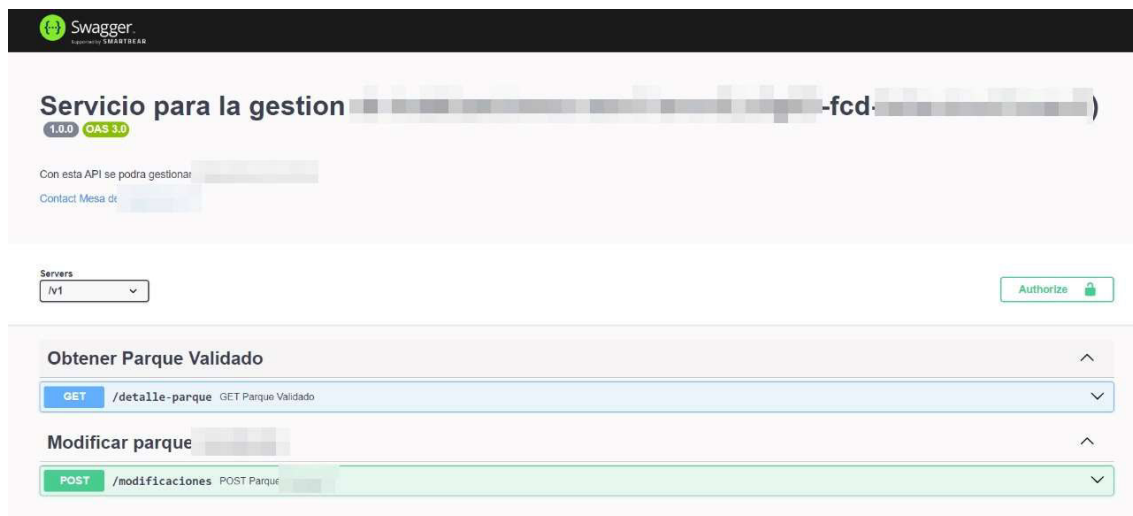 Swagger.
Supported by SMARTBEAR
Servicio para la gestion -fcd- )
1.0.0 OAS 3.0
Con esta API se podra gestionar
Contact Mesa de
Servers
/v1
Authorize
Obtener Parque Validado
GET /detalle-parque GET Parque Validado
Modificar parque
POST /modificaciones POST Parque